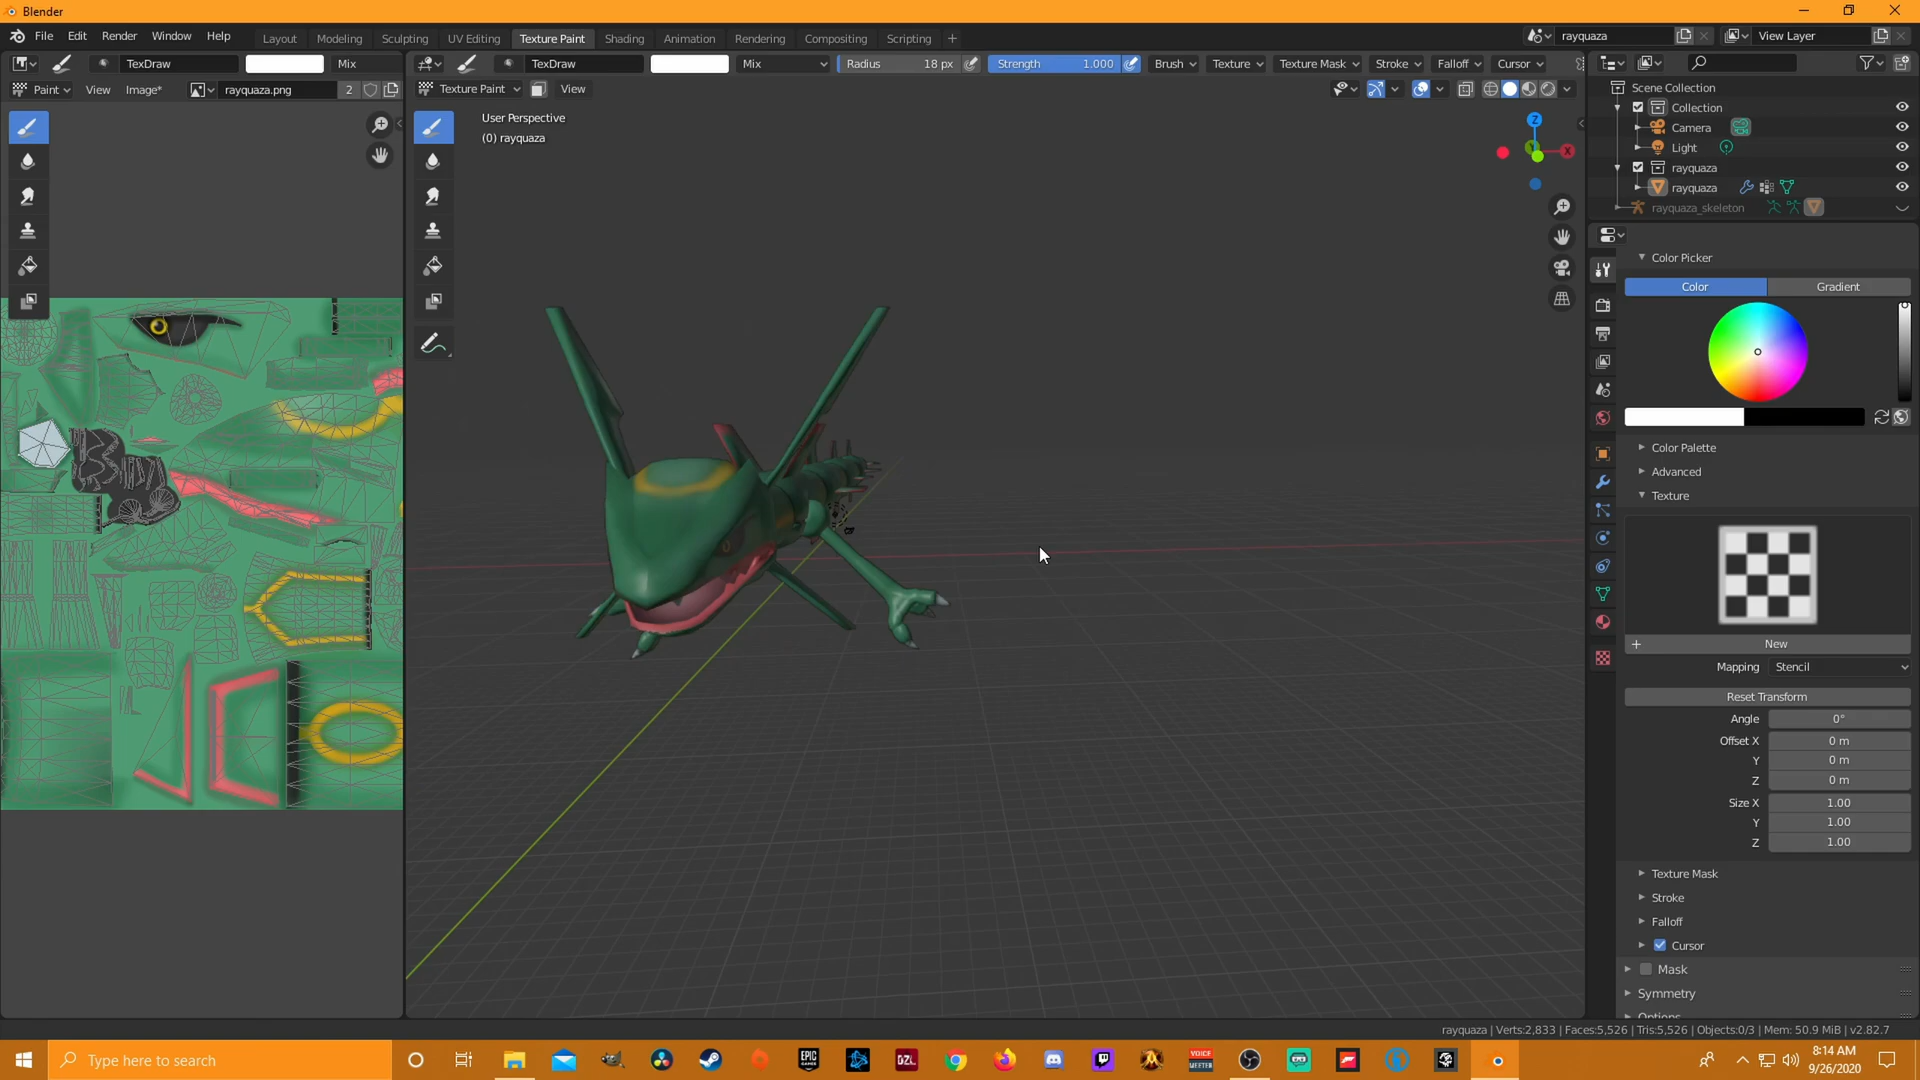 Blender
File Edit Render Window Help
Layout Modeling Sculpting UV Editing Texture Paint Shading Animation Rendering Compositing Scripting +
rayquaza
View Layer
TexDraw Mix
TexDraw Mix Radius 18 px Strength 1.000 Brush Texture Texture Mask Stroke Falloff Cursor
Paint View Image* rayquaza.png 2
Texture Paint View
User Perspective
(0) rayquaza
Z
X
Scene Collection
Collection
Camera
Light
rayquaza
rayquaza
rayquaza_skeleton
Color Picker
Color Gradient
Color Palette
Advanced
Texture
+ New
Mapping Stencil
Reset Transform
Angle 0°
Offset X 0 m
Y 0 m
Z 0 m
Size X 1.00
Y 1.00
Z 1.00
Texture Mask
Stroke
Falloff
Cursor
Mask
Symmetry
Options
rayquaza | Verts:2,833 | Faces:5,526 | Tris:5,526 | Objects:0/3 | Mem: 50.9 MiB | v2.82.7
Type here to search
EPIC GAMES
DZL
VOICE MEETER
8:14 AM
9/26/2020